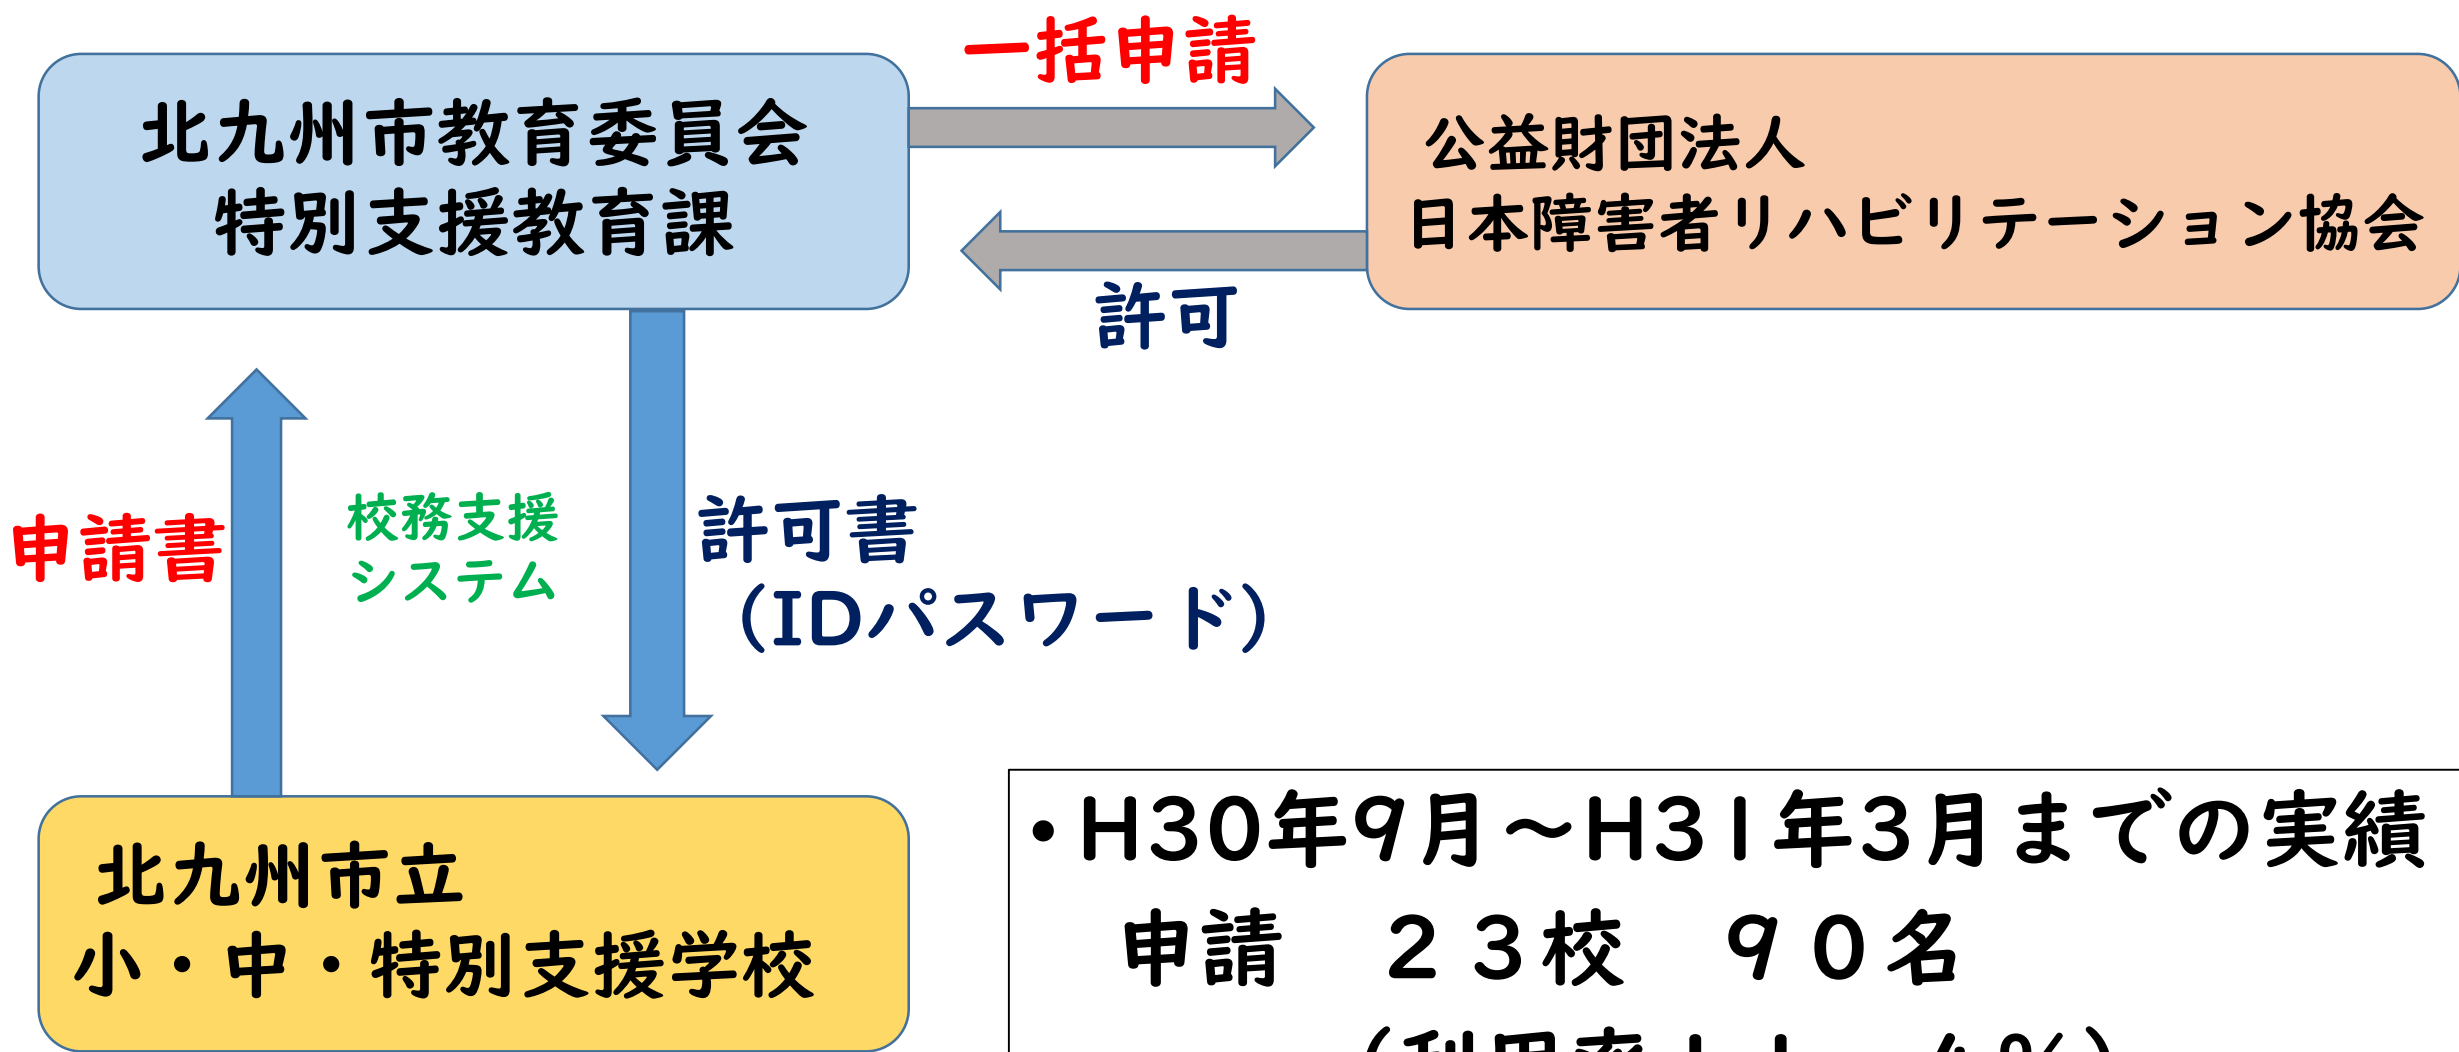 一括申請
北九州市教育委員会
特別支援教育課
公益財団法人
日本障害者リハビリテーション協会
許可
申請書
校務支援
システム
許可書
(IDパスワード)
北九州市立
小・中・特別支援学校
・H30年9月～H31年3月までの実績
申請　２３校　９０名